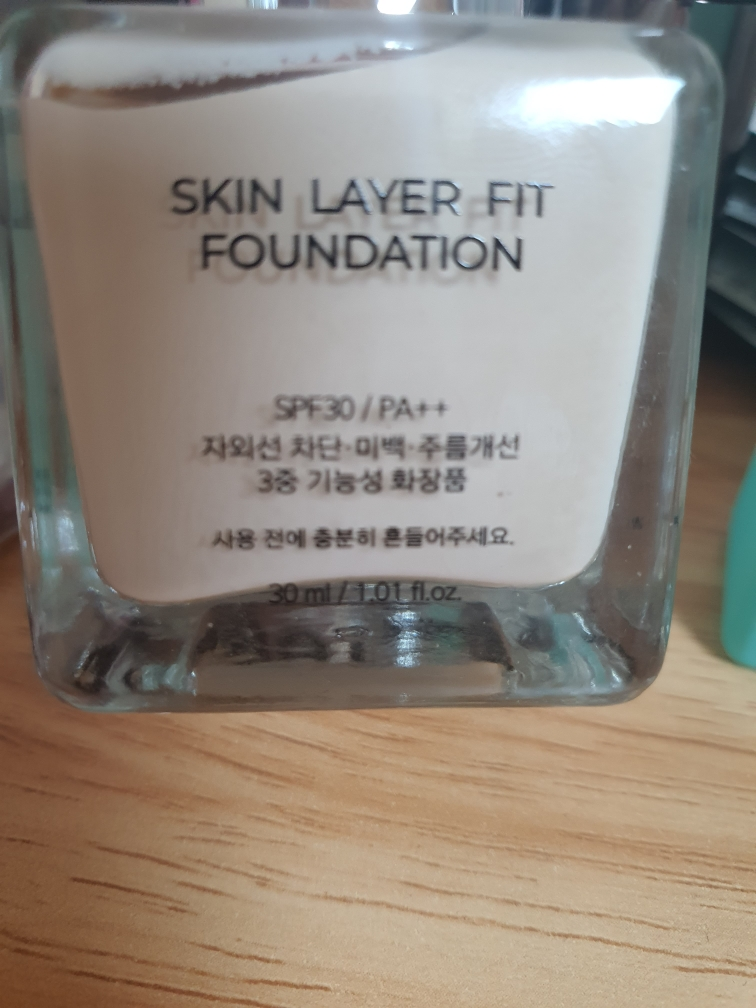 SKIN LAYER FIT
FOUNDATION
SPF30 / PA++
자외선 차단·미백·주름개선
3중 기능성 화장품
사용 전에 충분히 흔들어주세요.
30 ml / 1.01 fl.oz.